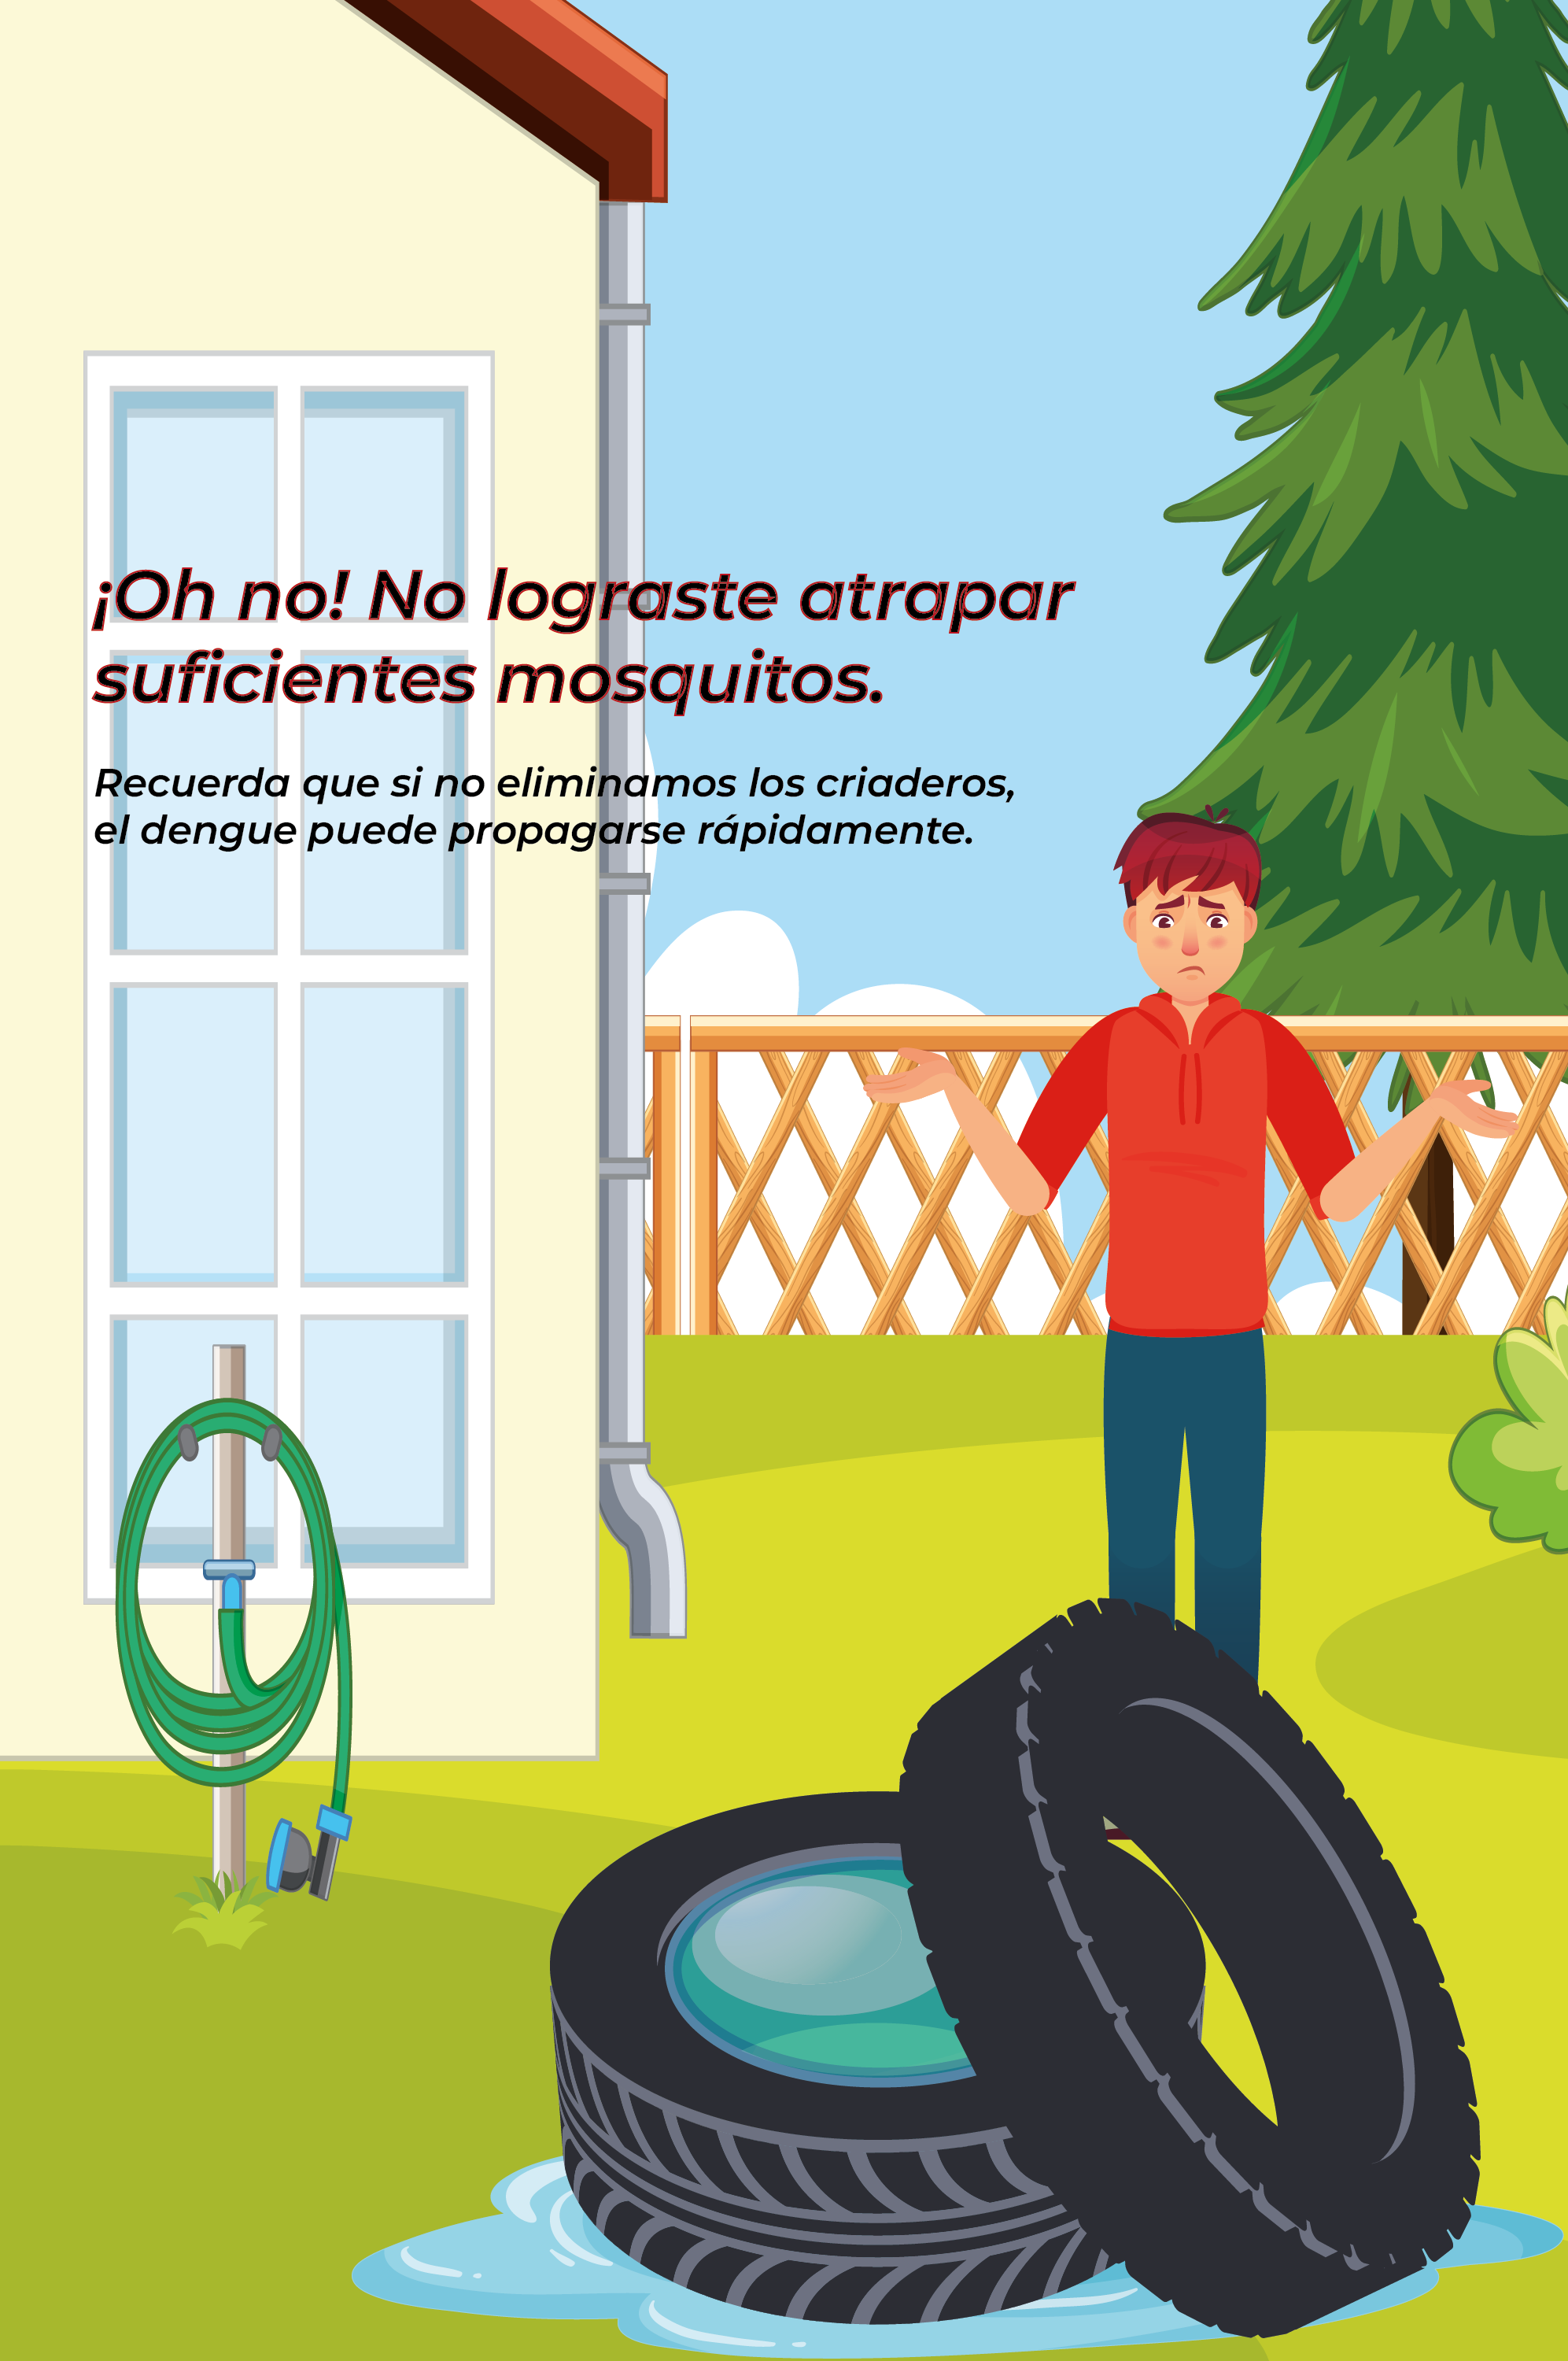 ¡Oh no! No lograste atrapar
suficientes mosquitos.
Recuerda que si no eliminamos los criaderos,
el dengue puede propagarse rápidamente.